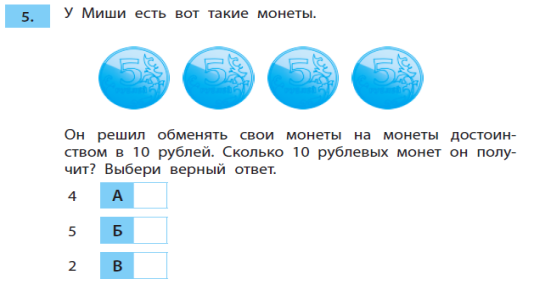 5.
У Миши есть вот такие монеты.
5 5 5 5
Он решил обменять свои монеты на монеты достоин-
ством в 10 рублей. Сколько 10 рублевых монет он полу-
чит? Выбери верный ответ.
4 А
5 Б
2 В